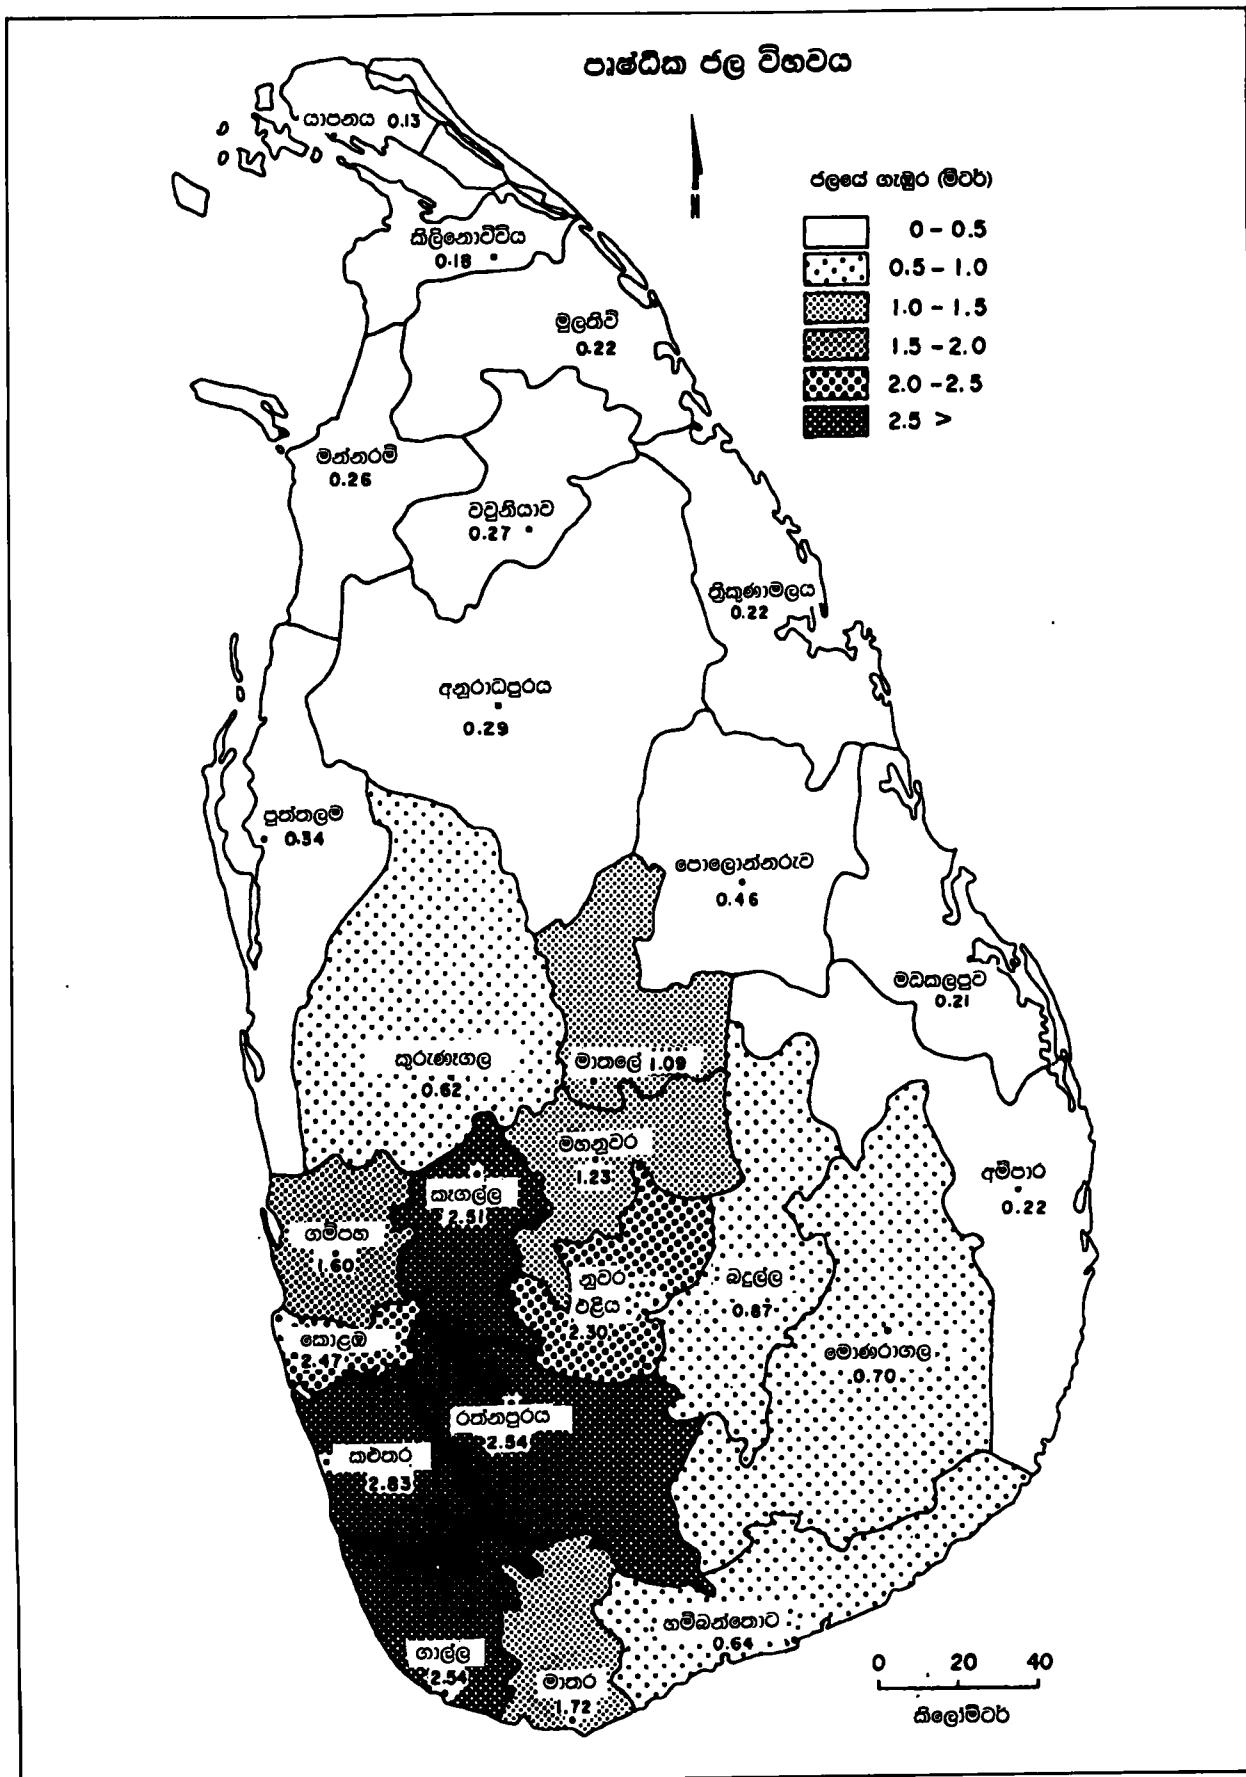 පෘෂ්ඨික ජල විභවය
යාපනය 0.13
ජලයේ ගැඹුර (මීටර්)
0 - 0.5
0.5 - 1.0
1.0 - 1.5
1.5 - 2.0
2.0 - 2.5
2.5 >
කිලිනොච්චිය
0.18
මුලතිව්
0.22
මන්නාරම්
0.26
වවුනියාව
0.27
ත්‍රිකුණාමලය
0.22
අනුරාධපුරය
0.29
පුත්තලම
0.34
පොලොන්නරුව
0.46
මඩකලපුව
0.21
කුරුණෑගල
0.62
මාතලේ 1.09
මහනුවර
1.23
අම්පාර
0.22
කෑගල්ල
2.51
ගම්පහ
1.60
නුවර
එළිය
2.30
බදුල්ල
0.87
කොළඹ
2.47
මොණරාගල
0.70
රත්නපුරය
2.54
කළුතර
2.83
හම්බන්තොට
0.64
ගාල්ල
2.54
මාතර
1.72
0 20 40
කිලෝමීටර්